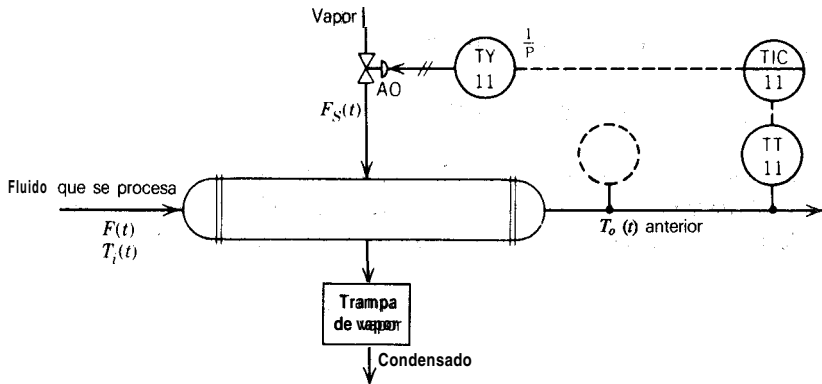 Vapor
TY
11
1/P
TIC
11
AO
F_S(t)
TT
11
Fluido que se procesa
F(t)
T_i(t)
T_o (t) anterior
Trampa
de vapor
Condensado